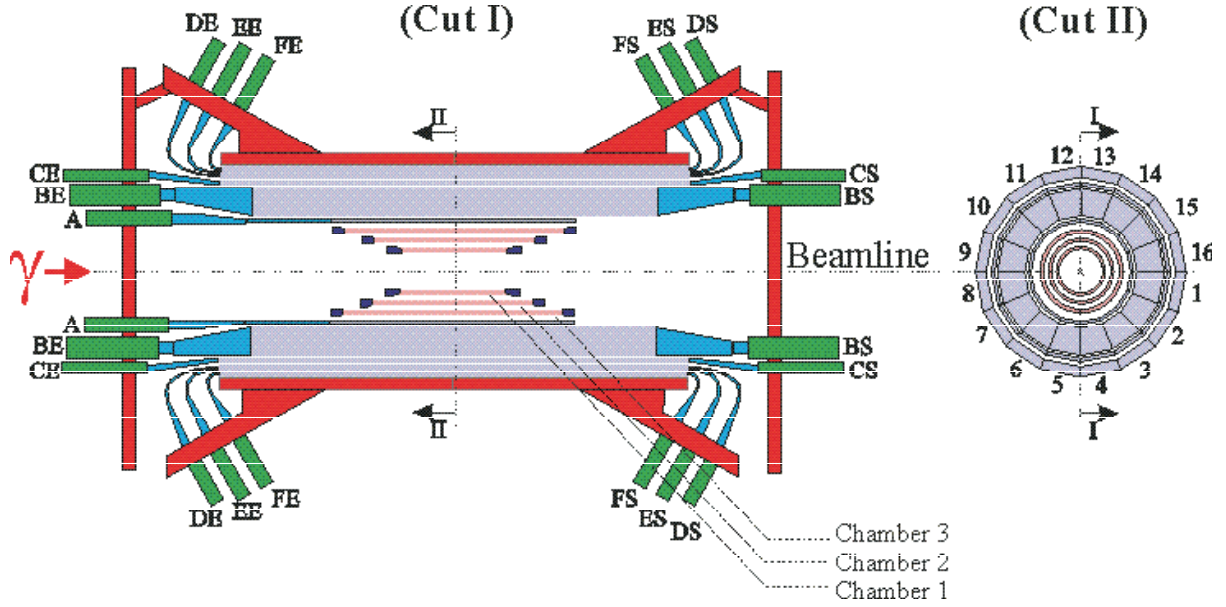 (Cut I)
(Cut II)
DE
EE
FE
FS
ES
DS
II
I
CE
BE
A
CS
BS
γ
Beamline
12
13
11
14
10
15
9
16
8
1
7
2
6
5
4
3
A
BE
CE
BS
CS
II
I
DE
EE
FE
FS
ES
DS
Chamber 3
Chamber 2
Chamber 1